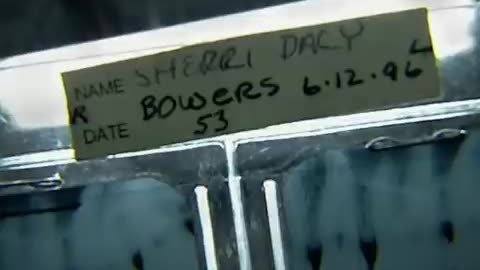 NAME SHERRI DALY
R BOWERS 6.12.96 L
DATE 53